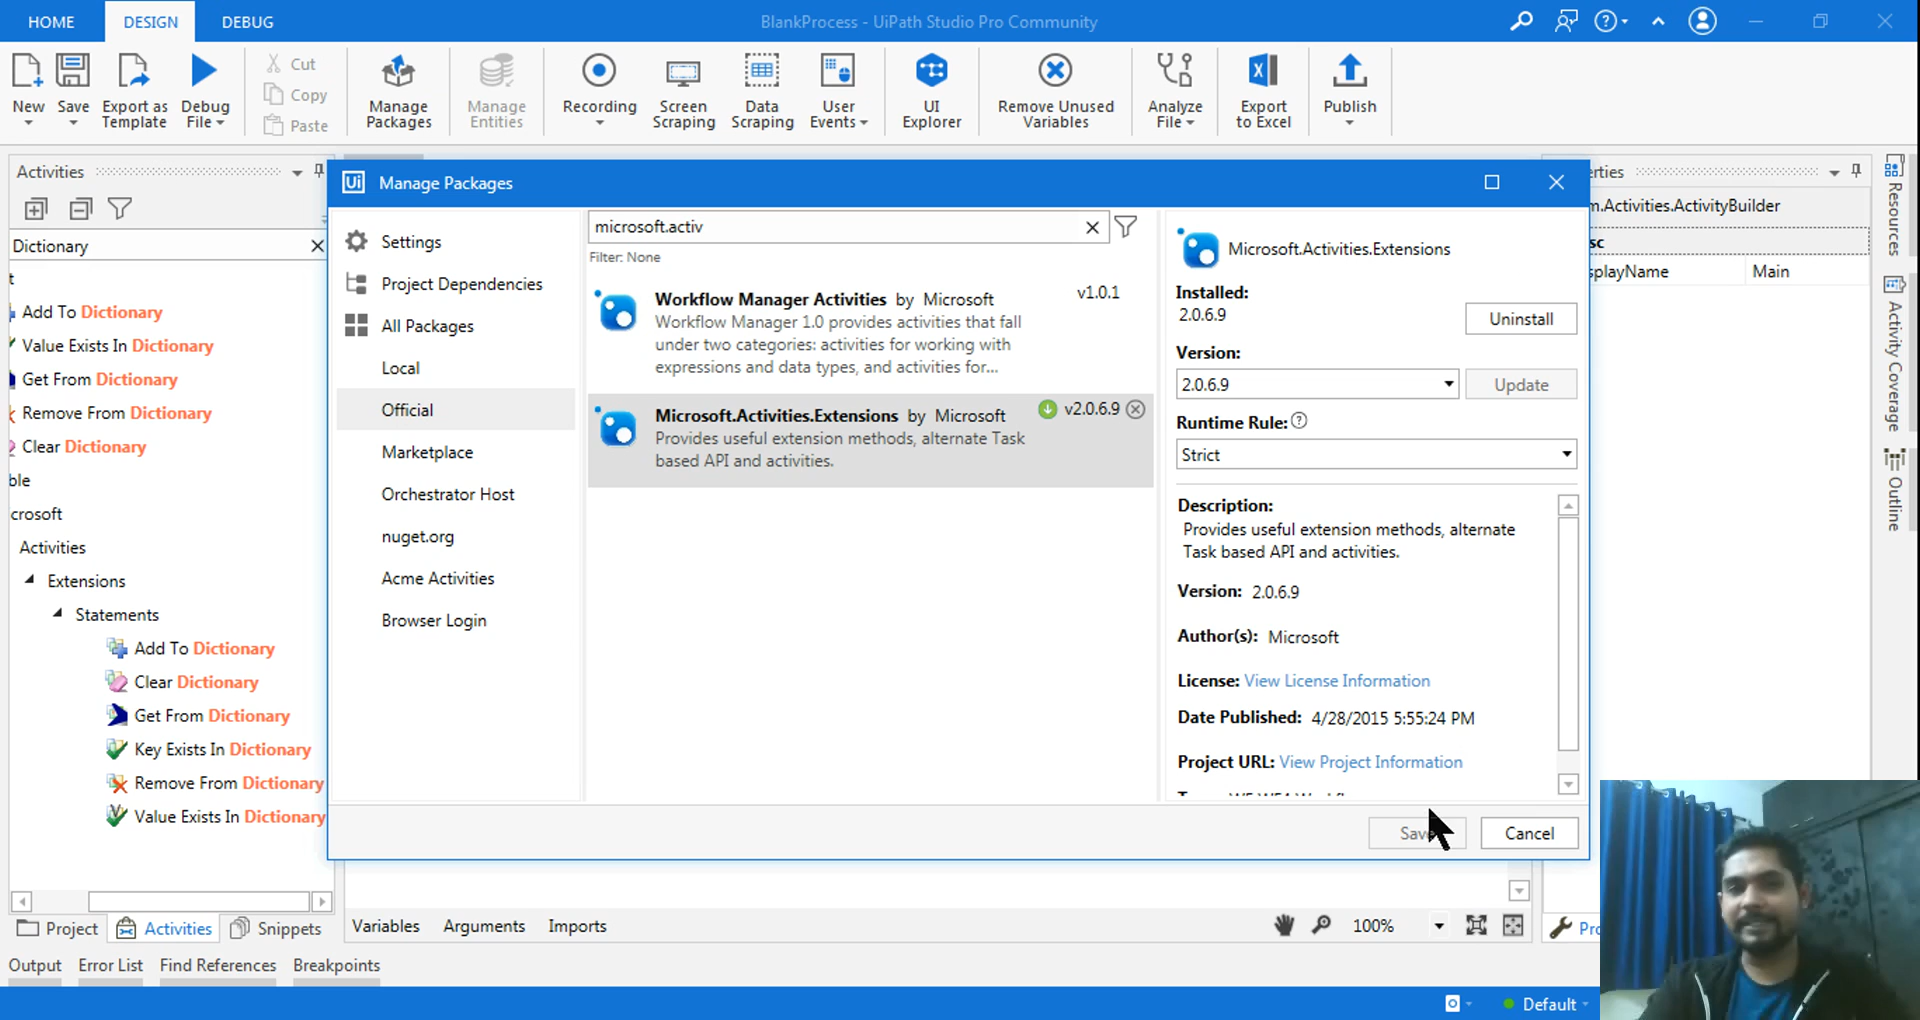 HOME
DESIGN
DEBUG
BlankProcess - UiPath Studio Pro Community
New
Save
Export as
Template
Debug
File
Cut
Copy
Paste
Manage
Packages
Manage
Entities
Recording
Screen
Scraping
Data
Scraping
User
Events
UI
Explorer
Remove Unused
Variables
Analyze
File
Export
to Excel
Publish
Activities
Dictionary
t
Add To Dictionary
Value Exists In Dictionary
Get From Dictionary
Remove From Dictionary
Clear Dictionary
ble
crosoft
Activities
Extensions
Statements
Add To Dictionary
Clear Dictionary
Get From Dictionary
Key Exists In Dictionary
Remove From Dictionary
Value Exists In Dictionary
Project
Activities
Snippets
Ui
Manage Packages
Settings
Project Dependencies
All Packages
Local
Official
Marketplace
Orchestrator Host
nuget.org
Acme Activities
Browser Login
microsoft.activ
Filter: None
Workflow Manager Activities by Microsoft
v1.0.1
Workflow Manager 1.0 provides activities that fall
under two categories: activities for working with
expressions and data types, and activities for...
Microsoft.Activities.Extensions by Microsoft
v2.0.6.9
Provides useful extension methods, alternate Task
based API and activities.
Microsoft.Activities.Extensions
Installed:
2.0.6.9
Uninstall
Version:
2.0.6.9
Update
Runtime Rule:
Strict
Description:
Provides useful extension methods, alternate
Task based API and activities.
Version: 2.0.6.9
Author(s): Microsoft
License: View License Information
Date Published: 4/28/2015 5:55:24 PM
Project URL: View Project Information
Cancel
erties
m.Activities.ActivityBuilder
sc
splayName
Main
Resources
Activity Coverage
Outline
Variables
Arguments
Imports
100%
Pro
Output
Error List
Find References
Breakpoints
Default